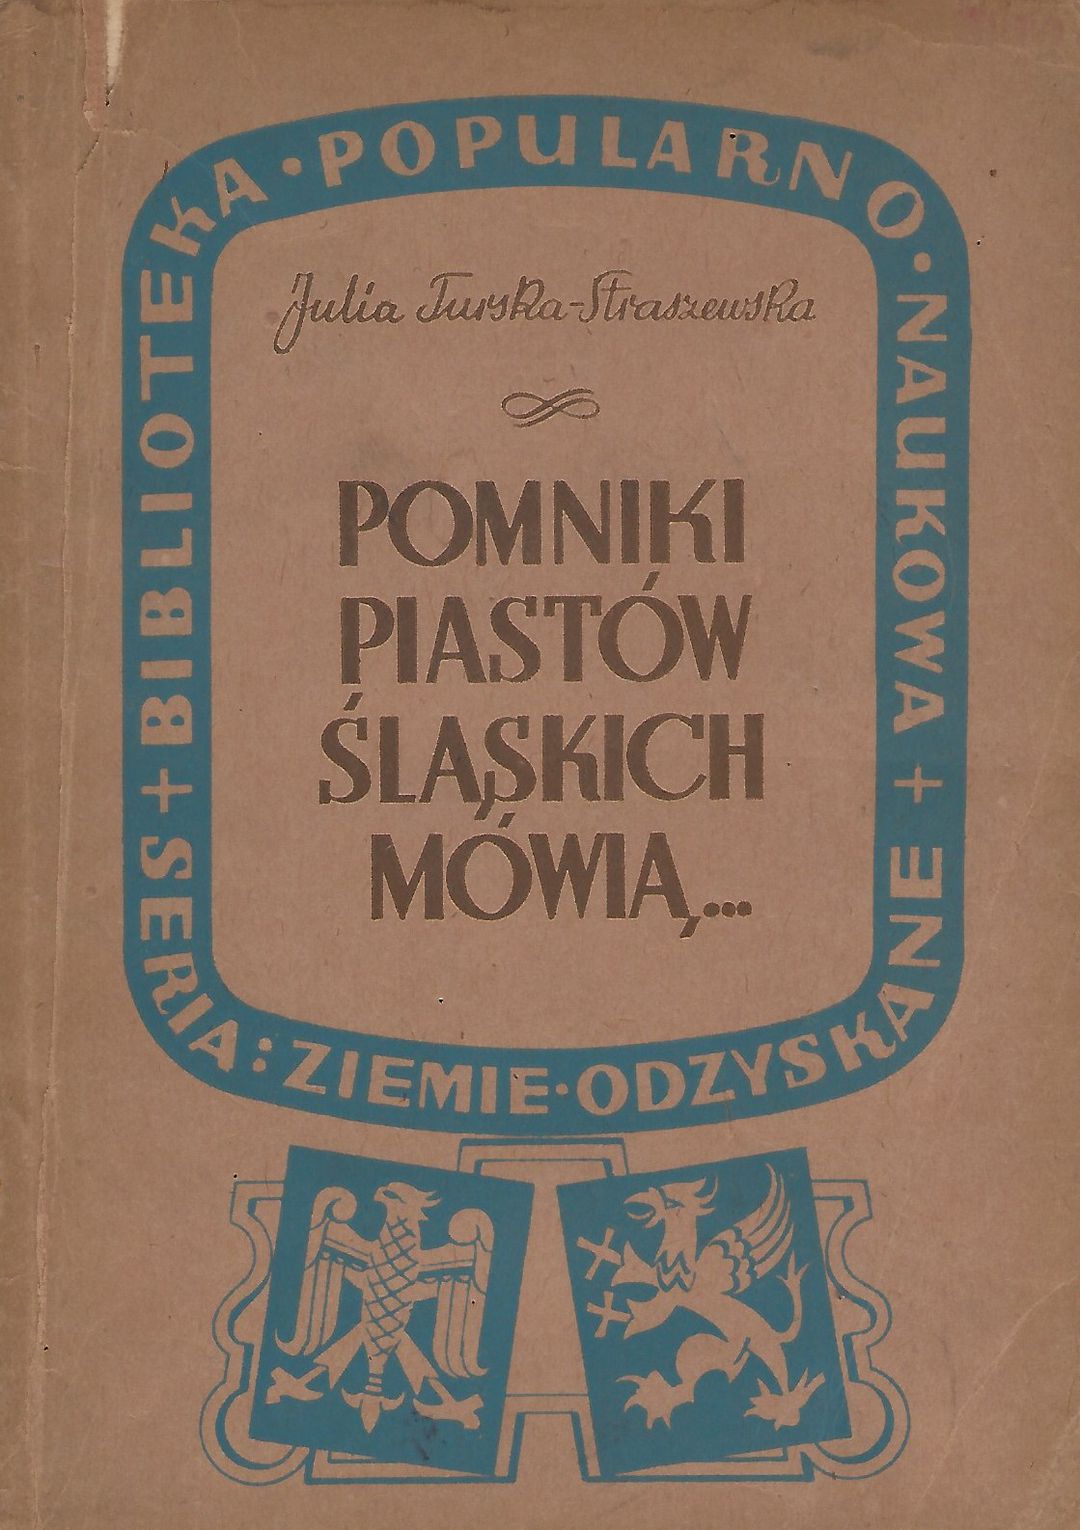 BIBLIOTEKA • POPULARNO • NAUKOWA + SERIA: ZIEMIE • ODZYSKANE +
Julia Turska-Straszewska
POMNIKI
PIASTÓW
ŚLĄSKICH
MÓWIĄ...